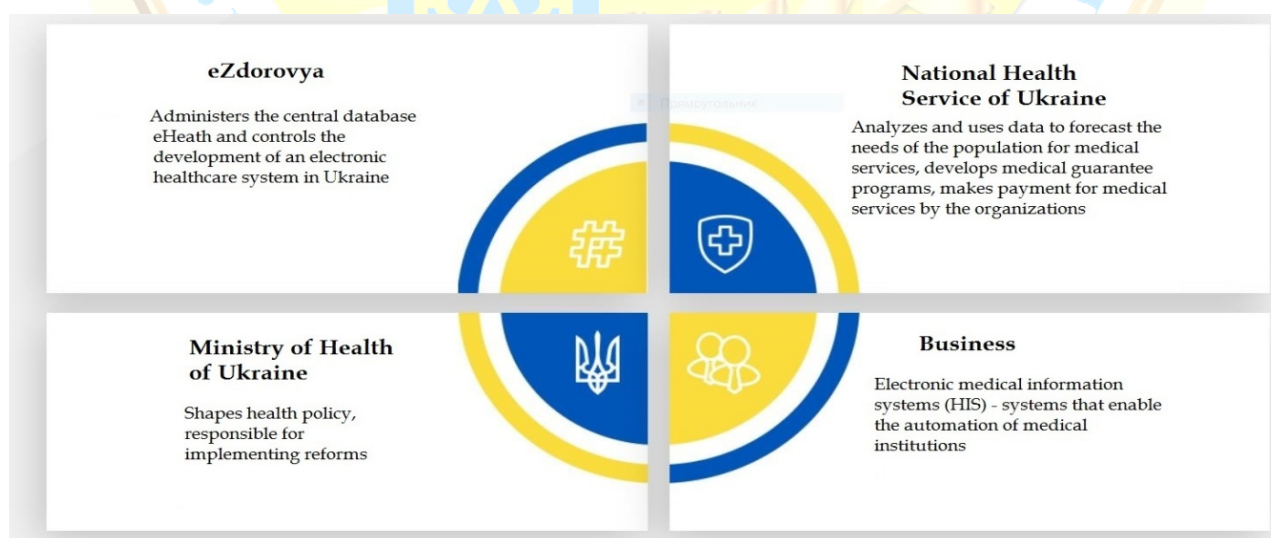 eZdorovya
Administers the central database
eHeath and controls the
development of an electronic
healthcare system in Ukraine
National Health
Service of Ukraine
Analyzes and uses data to forecast the
needs of the population for medical
services, develops medical guarantee
programs, makes payment for medical
services by the organizations
Прямоугольник
Ministry of Health
of Ukraine
Shapes health policy,
responsible for
implementing reforms
Business
Electronic medical information
systems (HIS) - systems that enable
the automation of medical
institutions